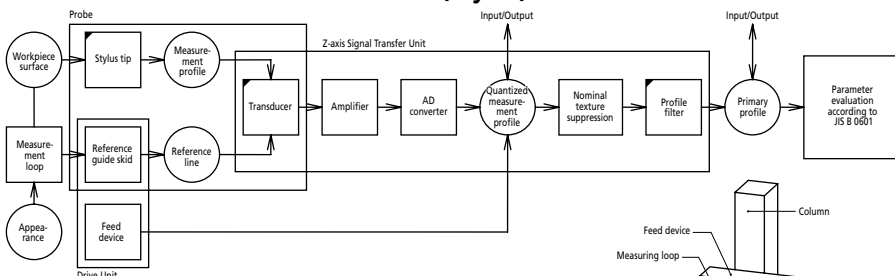 Probe
Input/Output
Input/Output
Z-axis Signal Transfer Unit
Workpiece
surface
Stylus tip
Measure-
ment
profile
Transducer
Amplifier
AD
converter
Quantized
measure-
ment
profile
Nominal
texture
suppression
Profile
filter
Primary
profile
Parameter
evaluation
according to
JIS B 0601
Measure-
ment
loop
Reference
guide skid
Reference
line
Appea-
rance
Feed
device
Drive Unit
Column
Feed device
Measuring loop